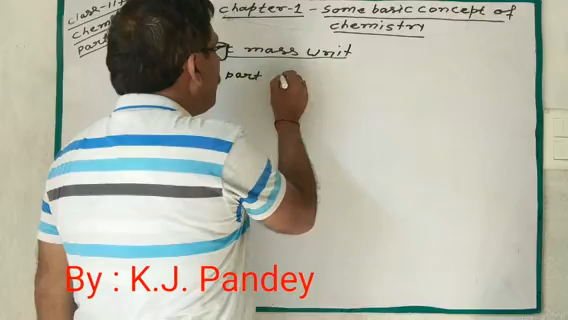 class-11th
chem
part
chapter-1 - some basic concept of
chemistry
mass unit
part
By : K.J. Pandey